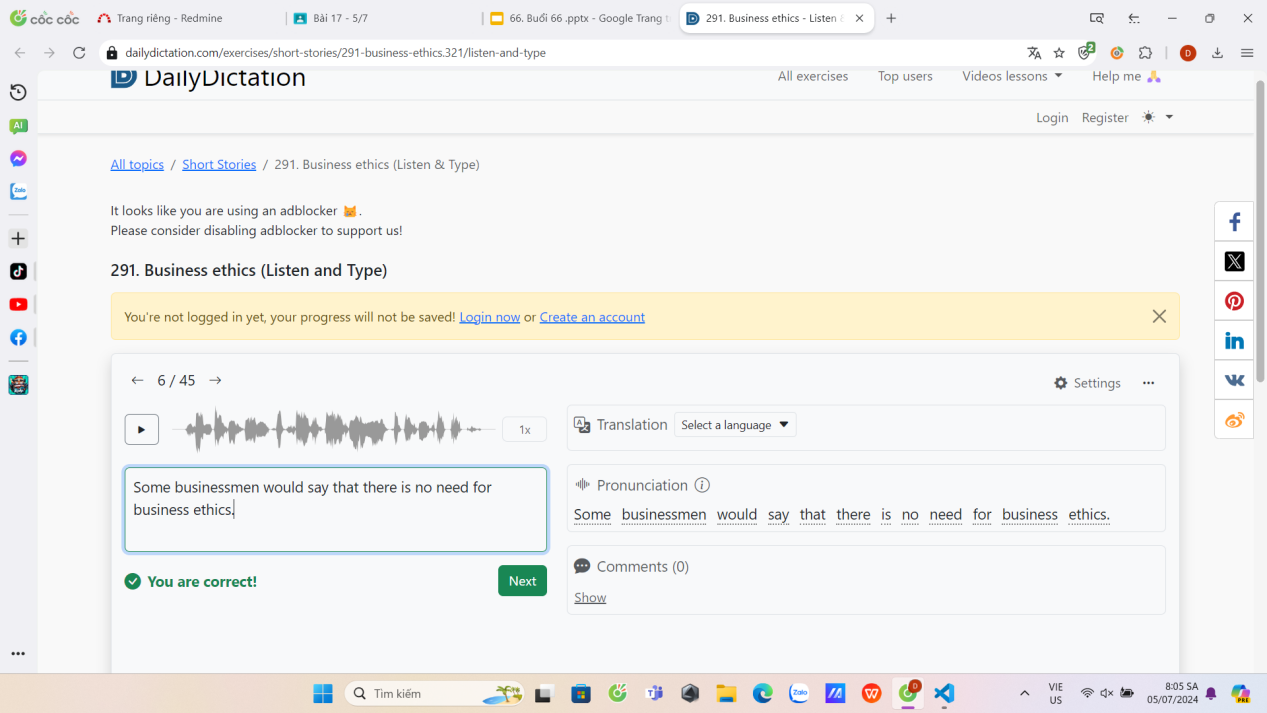 cốc cốc
Trang riêng - Redmine
Bài 17 - 5/7
66. Buổi 66 .pptx - Google Trang t
291. Business ethics - Listen &
dailydictation.com/exercises/short-stories/291-business-ethics.321/listen-and-type
2
D
AI
Zalo
DailyDictation
All exercises
Top users
Videos lessons
Help me
Login
Register
All topics / Short Stories / 291. Business ethics (Listen & Type)
It looks like you are using an adblocker .
Please consider disabling adblocker to support us!
291. Business ethics (Listen and Type)
You're not logged in yet, your progress will not be saved! Login now or Create an account
6 / 45
Settings
1x
Translation
Select a language
Some businessmen would say that there is no need for
business ethics.
Pronunciation
Some businessmen would say that there is no need for business ethics.
You are correct!
Next
Comments (0)
Show
Tìm kiếm
Zalo
D
VIE
US
8:05 SA
05/07/2024
PRE